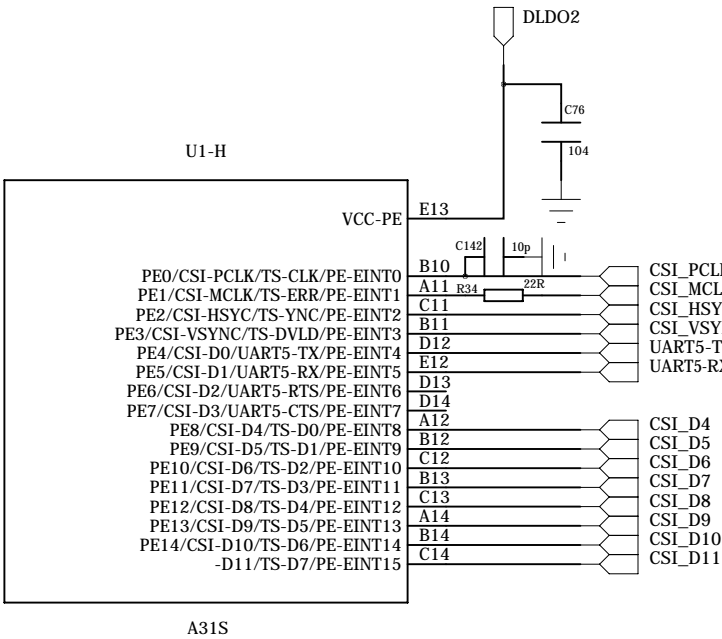 DLDO2
C76
104
U1-H
VCC-PE E13
C142 10p
PE0/CSI-PCLK/TS-CLK/PE-EINT0 B10 CSI_PCL
PE1/CSI-MCLK/TS-ERR/PE-EINT1 A11 R34 22R CSI_MCL
PE2/CSI-HSYC/TS-YNC/PE-EINT2 C11 CSI_HSY
PE3/CSI-VSYNC/TS-DVLD/PE-EINT3 B11 CSI_VSY
PE4/CSI-D0/UART5-TX/PE-EINT4 D12 UART5-T
PE5/CSI-D1/UART5-RX/PE-EINT5 E12 UART5-RX
PE6/CSI-D2/UART5-RTS/PE-EINT6 D13
PE7/CSI-D3/UART5-CTS/PE-EINT7 D14
PE8/CSI-D4/TS-D0/PE-EINT8 A12 CSI_D4
PE9/CSI-D5/TS-D1/PE-EINT9 B12 CSI_D5
PE10/CSI-D6/TS-D2/PE-EINT10 C12 CSI_D6
PE11/CSI-D7/TS-D3/PE-EINT11 B13 CSI_D7
PE12/CSI-D8/TS-D4/PE-EINT12 C13 CSI_D8
PE13/CSI-D9/TS-D5/PE-EINT13 A14 CSI_D9
PE14/CSI-D10/TS-D6/PE-EINT14 B14 CSI_D10
-D11/TS-D7/PE-EINT15 C14 CSI_D11
A31S